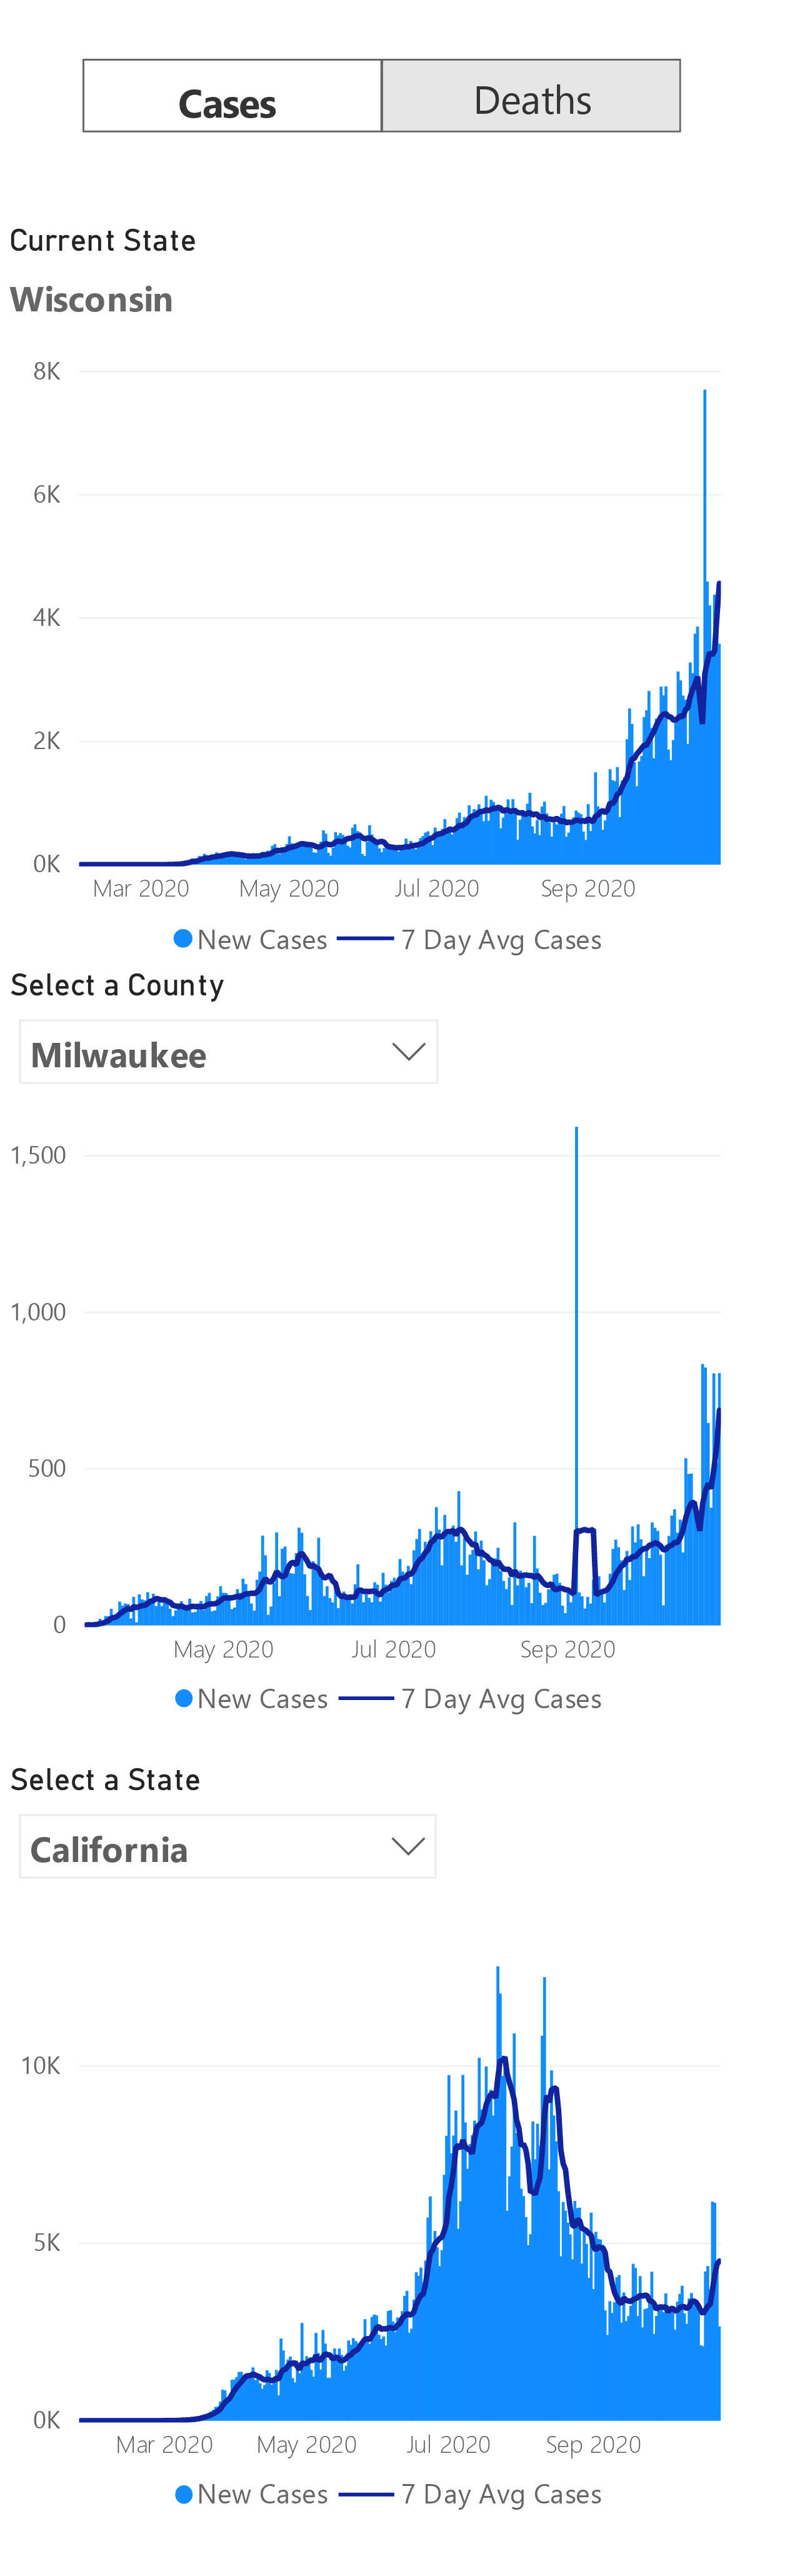 Cases Deaths
Current State
Wisconsin
8K
6K
4K
2K
0K
Mar 2020 May 2020 Jul 2020 Sep 2020
New Cases 7 Day Avg Cases
Select a County
Milwaukee
1,500
1,000
500
0
May 2020 Jul 2020 Sep 2020
New Cases 7 Day Avg Cases
Select a State
California
10K
5K
0K
Mar 2020 May 2020 Jul 2020 Sep 2020
New Cases 7 Day Avg Cases